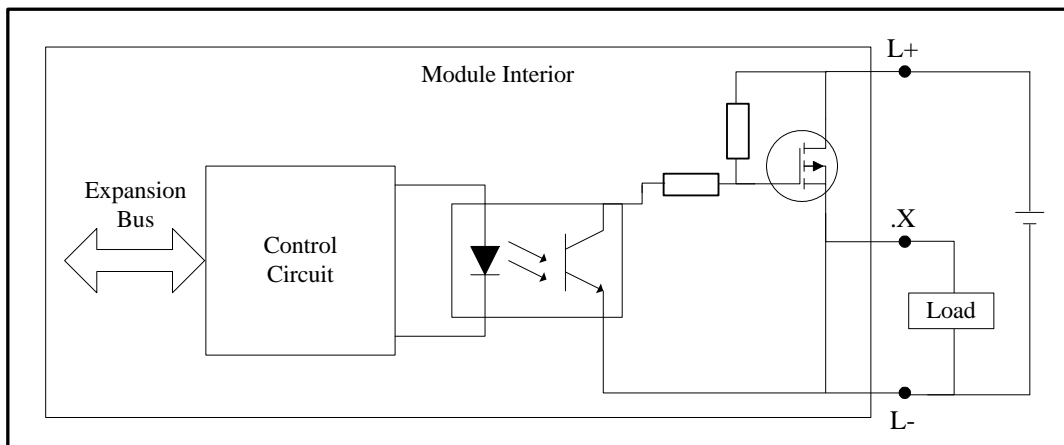 Module Interior
L+
Expansion
Bus
Control
Circuit
.X
Load
L-